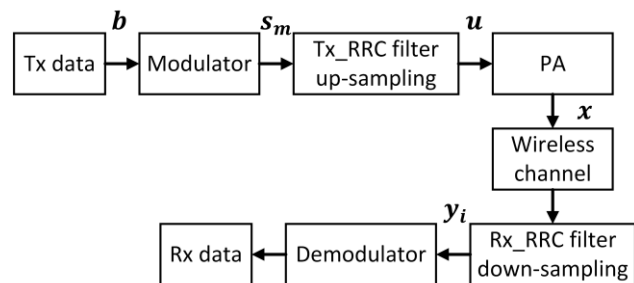 b
s_m
u
Tx data
Modulator
Tx_RRC filter
up-sampling
PA
x
Wireless
channel
y_i
Rx data
Demodulator
Rx_RRC filter
down-sampling